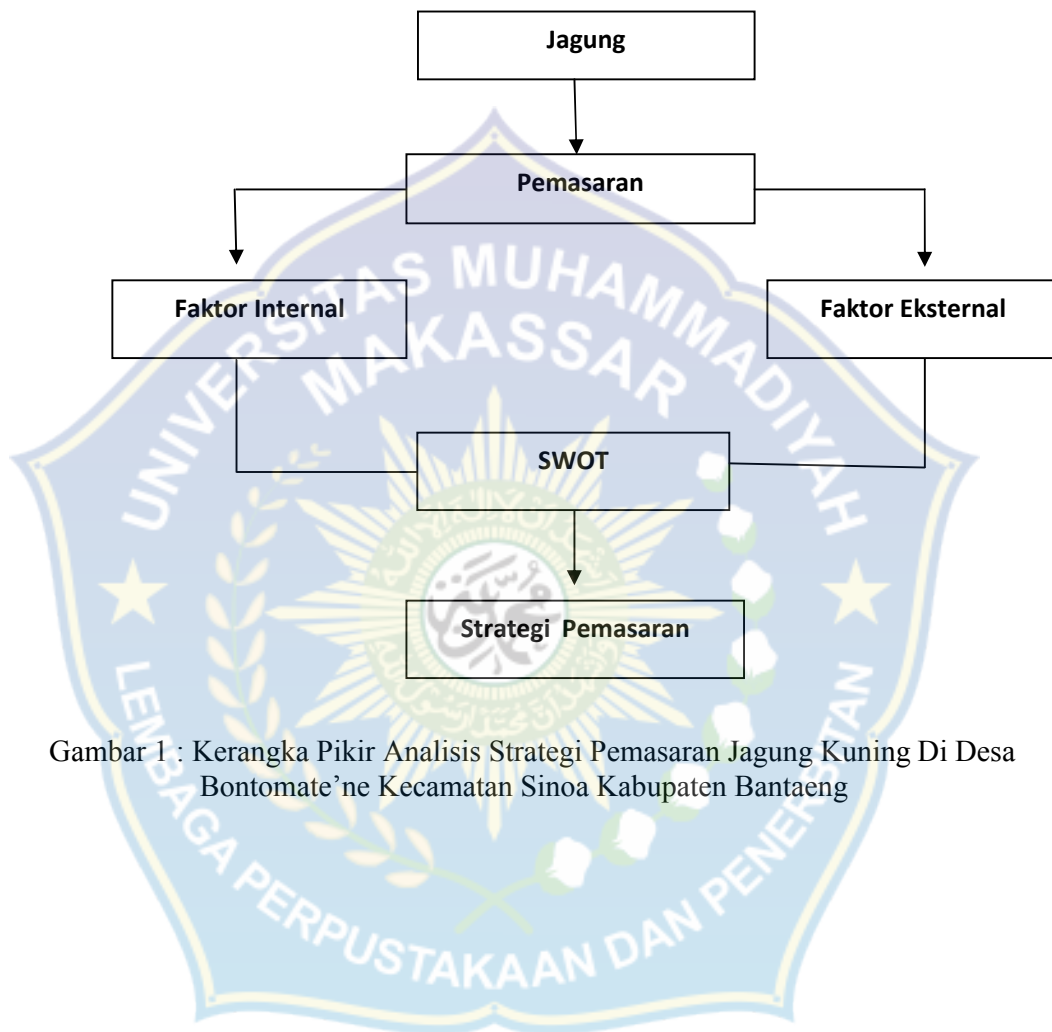 Jagung
Pemasaran
Faktor Internal
Faktor Eksternal
SWOT
Strategi Pemasaran
Gambar 1 : Kerangka Pikir Analisis Strategi Pemasaran Jagung Kuning Di Desa
Bontomate’ne Kecamatan Sinoa Kabupaten Bantaeng
UNIVERSITAS MUHAMMADIYAH
MAKASSAR
LEMBAGA PERPUSTAKAAN DAN PENERBITAN